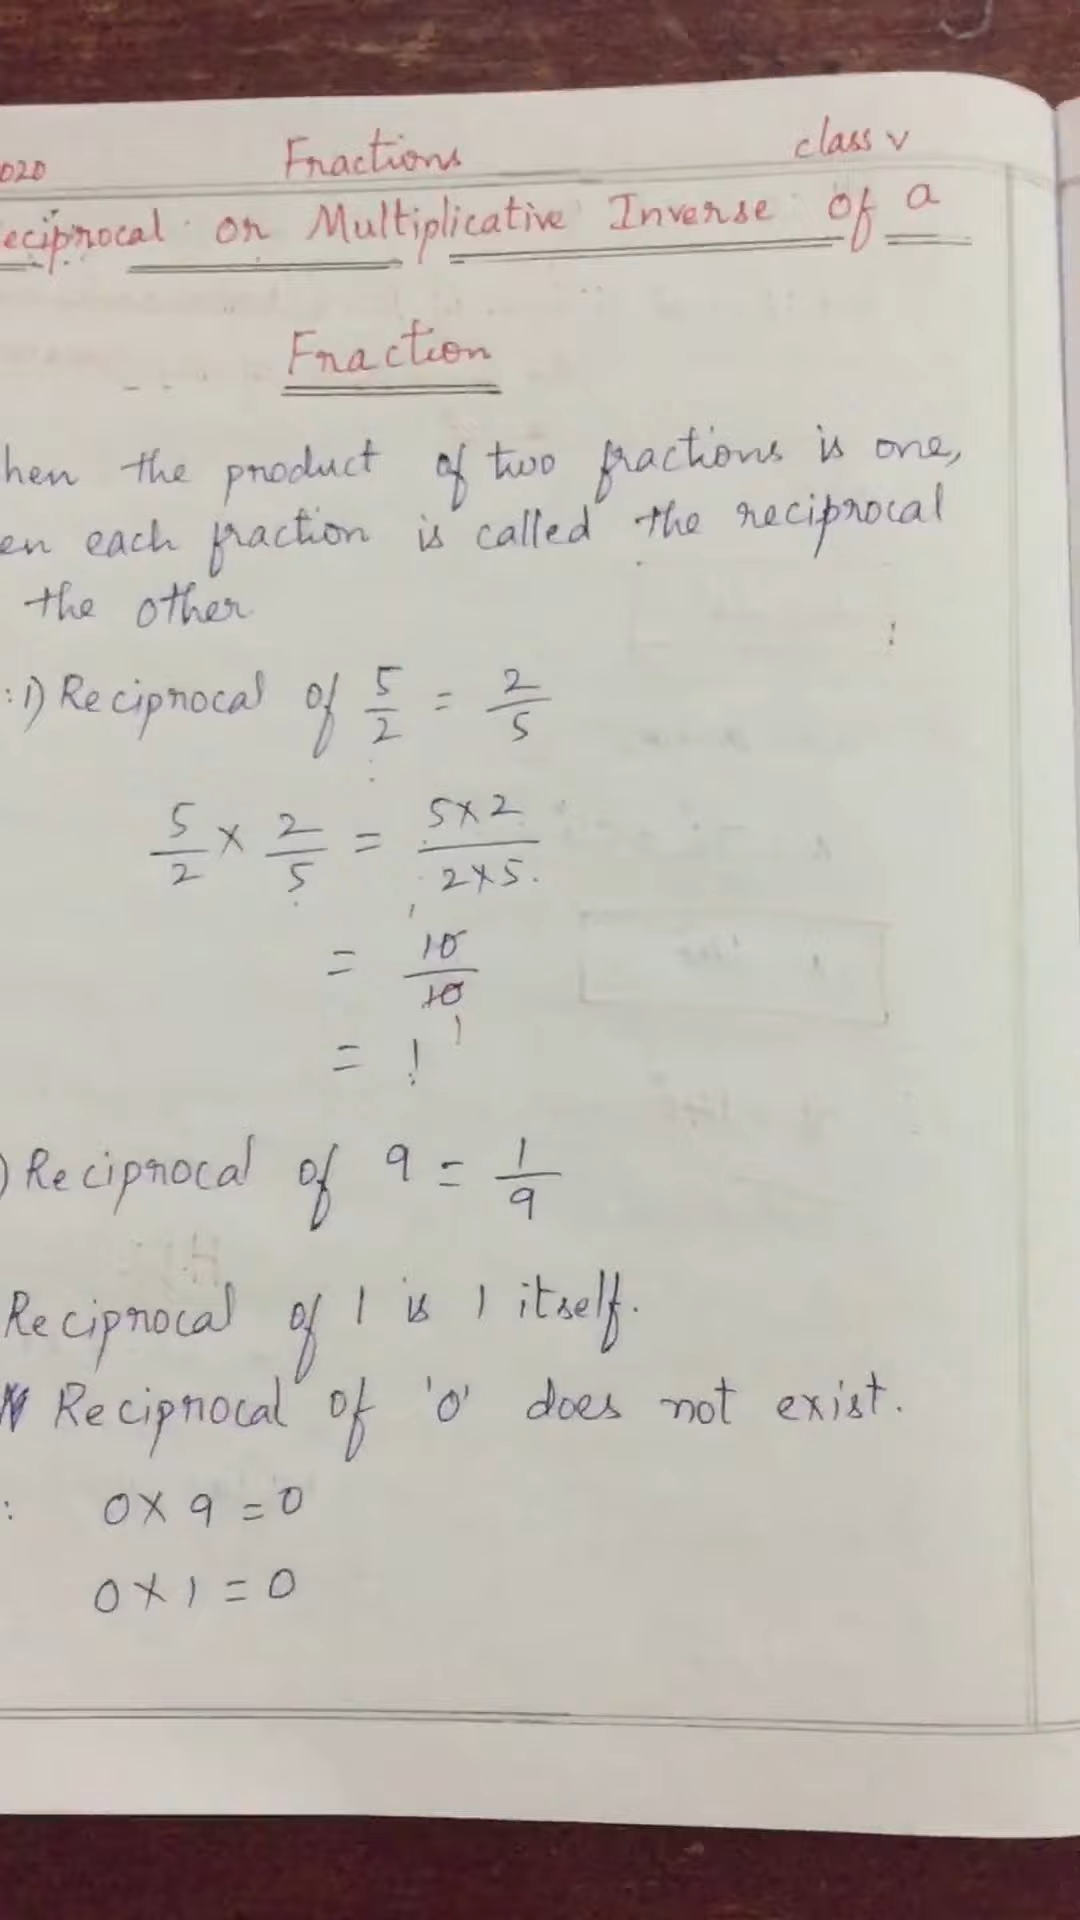 020 Fractions class v
eciprocal or Multiplicative Inverse of a
Fraction
hen the product of two fractions is one,
en each fraction is called the reciprocal
the other.
:1) Reciprocal of 5/2 = 2/5
5/2 × 2/5 = 5×2/2×5.
= 10/10
= 1
) Reciprocal of 9 = 1/9
Reciprocal of 1 is 1 itself.
Reciprocal of '0' does not exist.
: 0×9=0
0×1=0